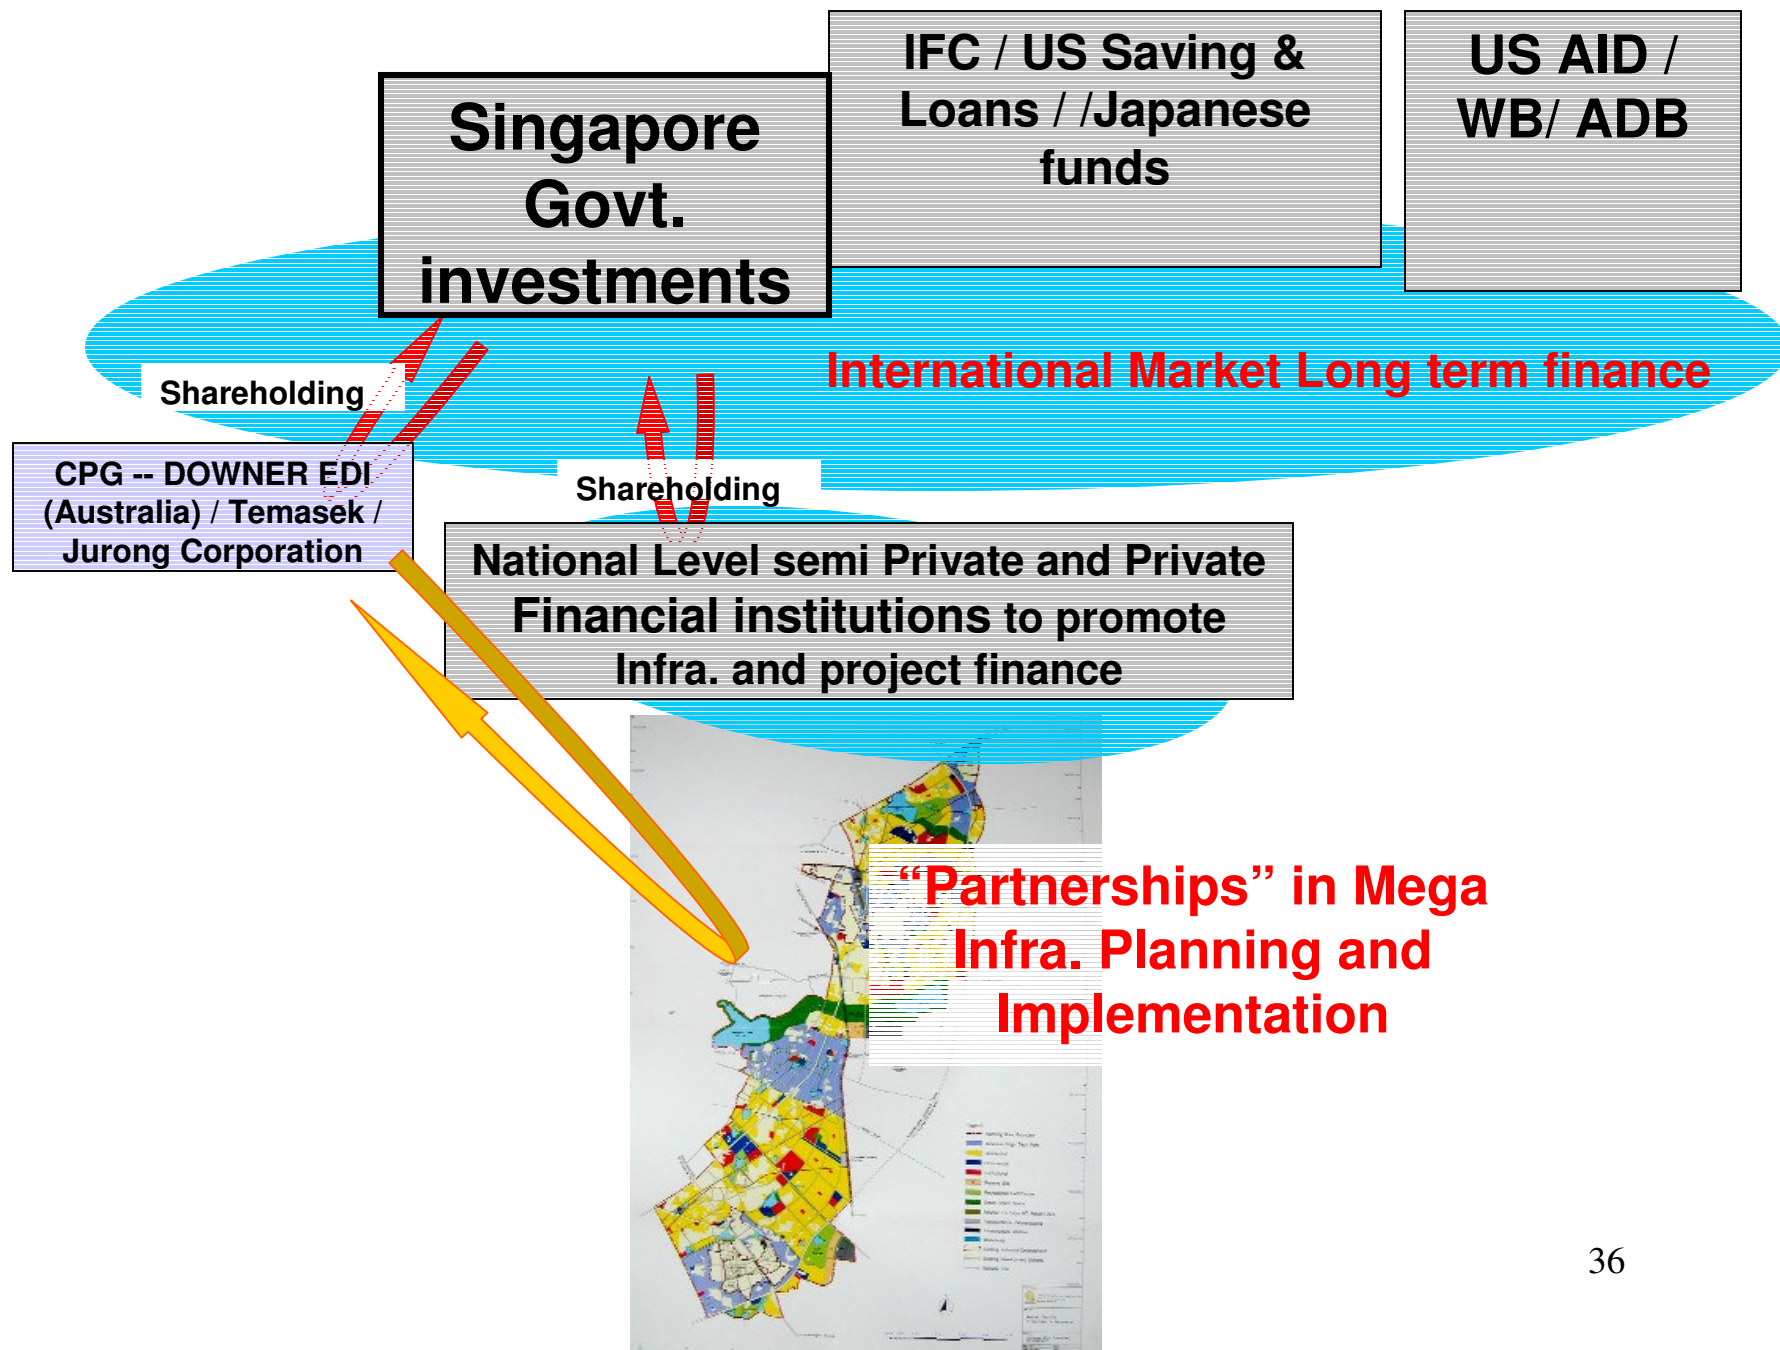 Singapore
Govt.
investments
IFC / US Saving &
Loans / /Japanese
funds
US AID /
WB/ ADB
International Market Long term finance
Shareholding
CPG -- DOWNER EDI
(Australia) / Temasek /
Jurong Corporation
Shareholding
National Level semi Private and Private
Financial institutions to promote
Infra. and project finance
“Partnerships” in Mega
Infra. Planning and
Implementation
36